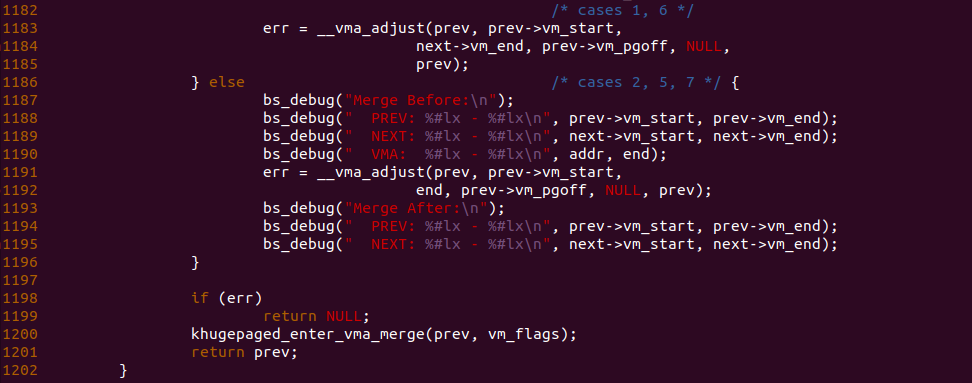 1182                                                         /* cases 1, 6 */
1183                         err = __vma_adjust(prev, prev->vm_start,
1184                                          next->vm_end, prev->vm_pgoff, NULL,
1185                                          prev);
1186                 } else                                  /* cases 2, 5, 7 */ {
1187                         bs_debug("Merge Before:\n");
1188                         bs_debug("  PREV: %#lx - %#lx\n", prev->vm_start, prev->vm_end);
1189                         bs_debug("  NEXT: %#lx - %#lx\n", next->vm_start, next->vm_end);
1190                         bs_debug("  VMA:  %#lx - %#lx\n", addr, end);
1191                         err = __vma_adjust(prev, prev->vm_start,
1192                                          end, prev->vm_pgoff, NULL, prev);
1193                         bs_debug("Merge After:\n");
1194                         bs_debug("  PREV: %#lx - %#lx\n", prev->vm_start, prev->vm_end);
1195                         bs_debug("  NEXT: %#lx - %#lx\n", next->vm_start, next->vm_end);
1196                 }
1197
1198                 if (err)
1199                         return NULL;
1200                 khugepaged_enter_vma_merge(prev, vm_flags);
1201                 return prev;
1202         }